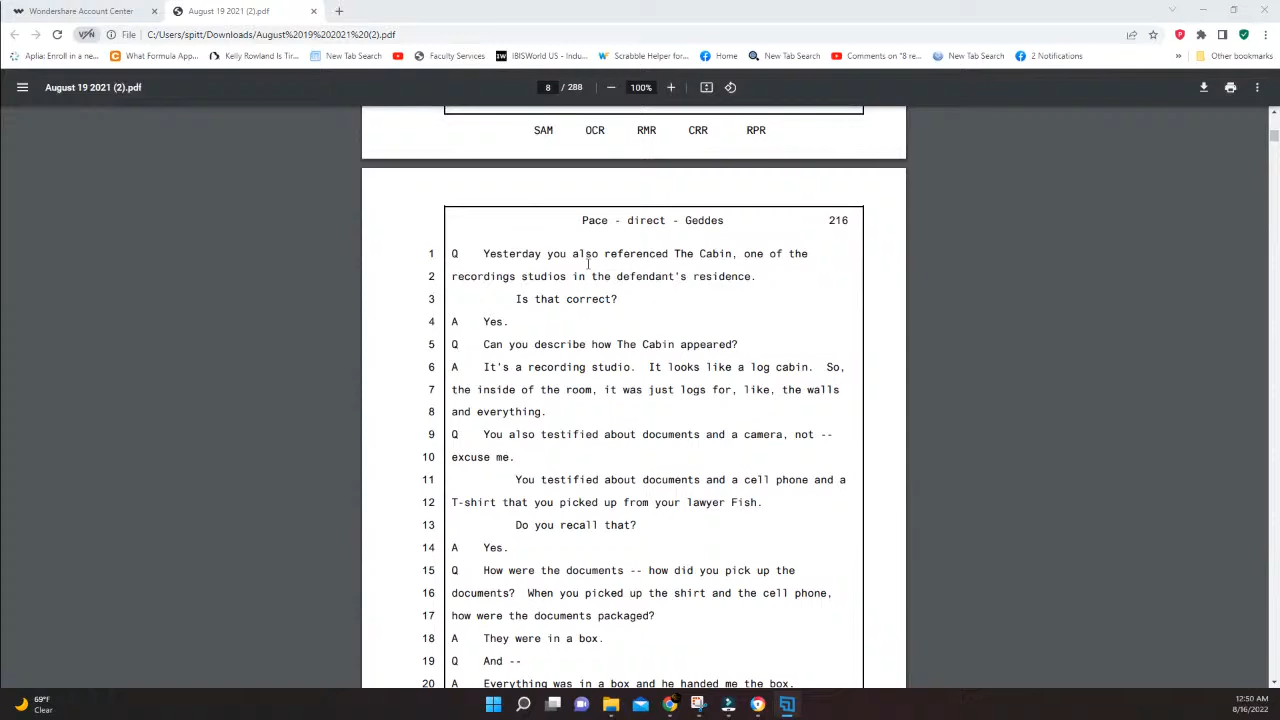 Wondershare Account Center
August 19 2021 (2).pdf
VPN
File
C:/Users/spitt/Downloads/August%2019%202021%20(2).pdf
Aplia: Enroll in a ne...
What Formula App...
Kelly Rowland Is Tir...
New Tab Search
Faculty Services
IBISWorld US - Indu...
Scrabble Helper for...
Home
New Tab Search
Comments on "8 re...
New Tab Search
2 Notifications
»
Other bookmarks
August 19 2021 (2).pdf
8 / 288
100%
SAM OCR RMR CRR RPR
Pace - direct - Geddes 216
1 Q Yesterday you also referenced The Cabin, one of the
2 recordings studios in the defendant's residence.
3 Is that correct?
4 A Yes.
5 Q Can you describe how The Cabin appeared?
6 A It's a recording studio. It looks like a log cabin. So,
7 the inside of the room, it was just logs for, like, the walls
8 and everything.
9 Q You also testified about documents and a camera, not --
10 excuse me.
11 You testified about documents and a cell phone and a
12 T-shirt that you picked up from your lawyer Fish.
13 Do you recall that?
14 A Yes.
15 Q How were the documents -- how did you pick up the
16 documents? When you picked up the shirt and the cell phone,
17 how were the documents packaged?
18 A They were in a box.
19 Q And --
20 A Everything was in a box and he handed me the box.
69°F
Clear
12:50 AM
8/16/2022